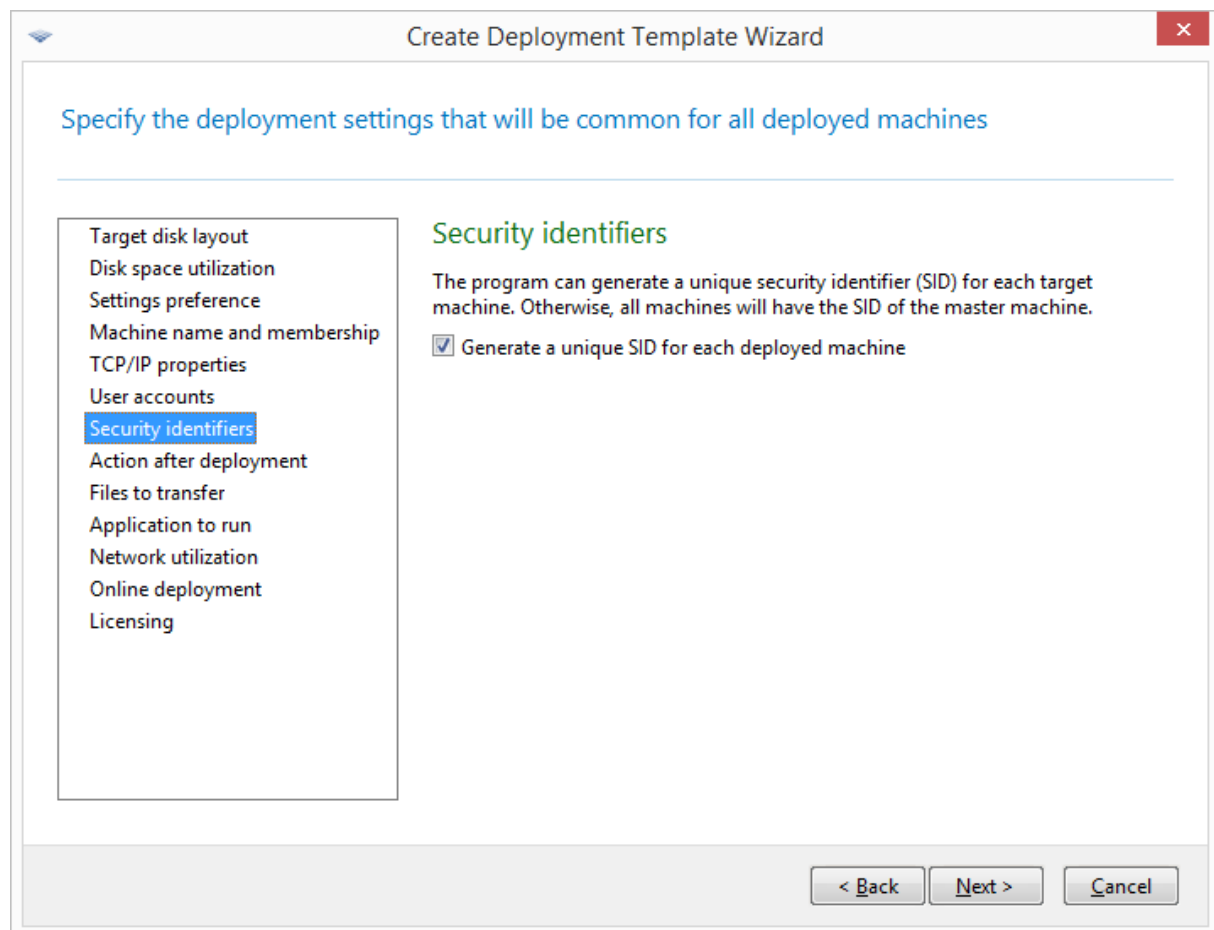 Create Deployment Template Wizard
Specify the deployment settings that will be common for all deployed machines
Target disk layout
Disk space utilization
Settings preference
Machine name and membership
TCP/IP properties
User accounts
Security identifiers
Action after deployment
Files to transfer
Application to run
Network utilization
Online deployment
Licensing
Security identifiers
The program can generate a unique security identifier (SID) for each target
machine. Otherwise, all machines will have the SID of the master machine.
Generate a unique SID for each deployed machine
< Back
Next >
Cancel